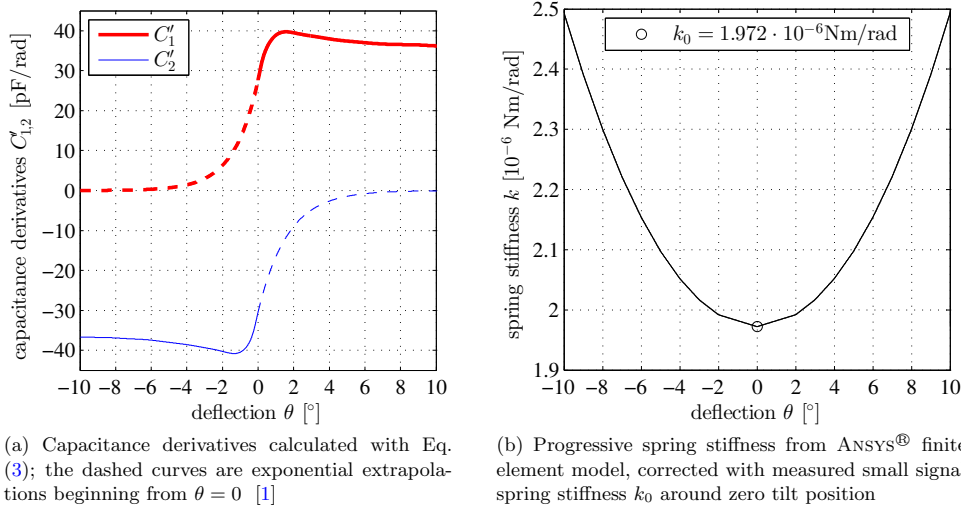 C′1
C′2
40
30
20
10
0
−10
−20
−30
−40
−10 −8 −6 −4 −2 0 2 4 6 8 10
capacitance derivatives C′1,2 [pF/rad]
deflection θ [°]
(a) Capacitance derivatives calculated with Eq.
(3); the dashed curves are exponential extrapola-
tions beginning from θ = 0 [1]
k0 = 1.972 · 10−6Nm/rad
2.5
2.4
2.3
2.2
2.1
2
1.9
−10 −8 −6 −4 −2 0 2 4 6 8 10
spring stiffness k [10−6 Nm/rad]
deflection θ [°]
(b) Progressive spring stiffness from ANSYS® finite
element model, corrected with measured small signa
spring stiffness k0 around zero tilt position